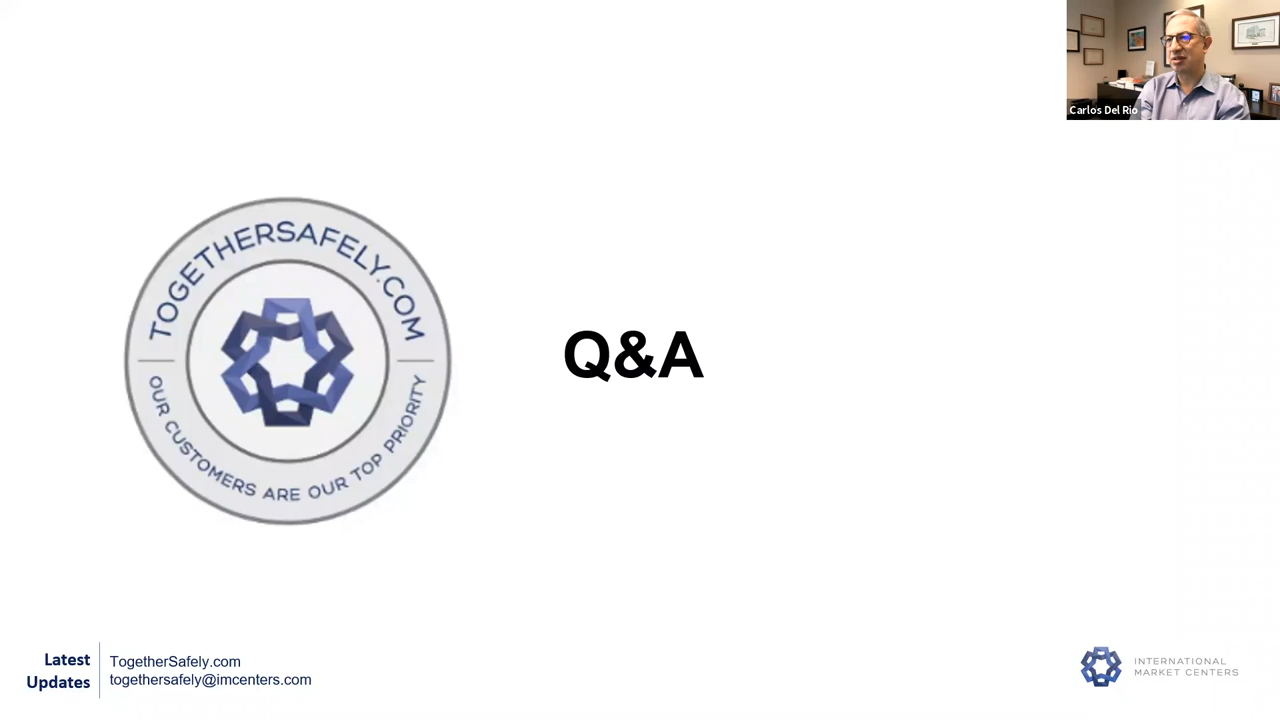 Carlos Del Rio
TOGETHERSAFELY.COM
OUR CUSTOMERS ARE OUR TOP PRIORITY
Q&A
Latest
Updates
TogetherSafely.com
togethersafely@imcenters.com
INTERNATIONAL
MARKET CENTERS